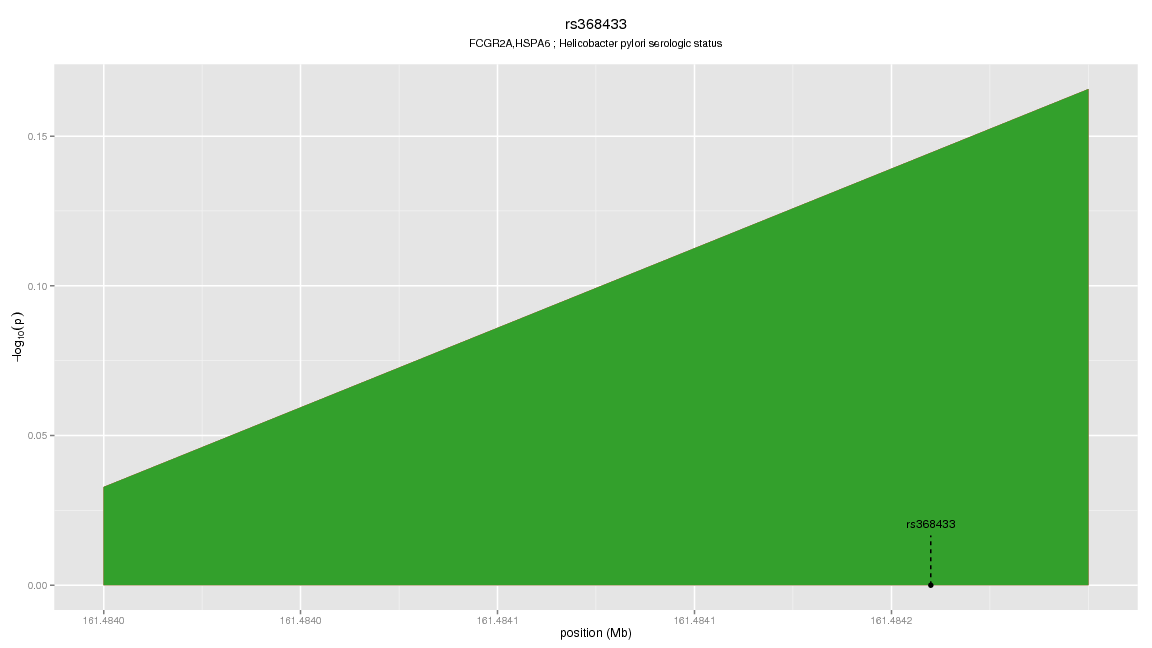 rs368433
FCGR2A,HSPA6 ; Helicobacter pylori serologic status
0.15
0.10
0.05
0.00
−log10(p)
rs368433
161.4840 161.4840 161.4841 161.4841 161.4842
position (Mb)